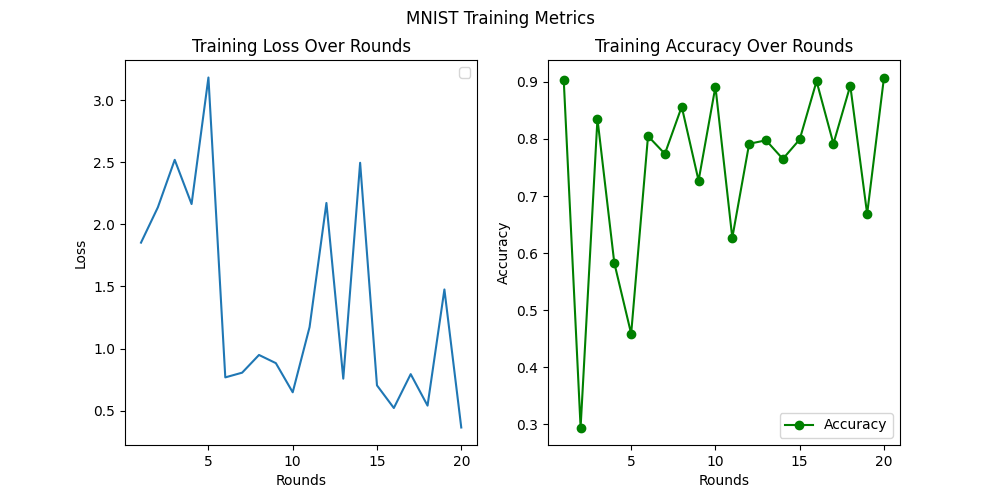 MNIST Training Metrics
Training Loss Over Rounds
3.0
2.5
2.0
1.5
1.0
0.5
Loss
5 10 15 20
Rounds
Training Accuracy Over Rounds
0.9
0.8
0.7
0.6
0.5
0.4
0.3
Accuracy
Accuracy
5 10 15 20
Rounds